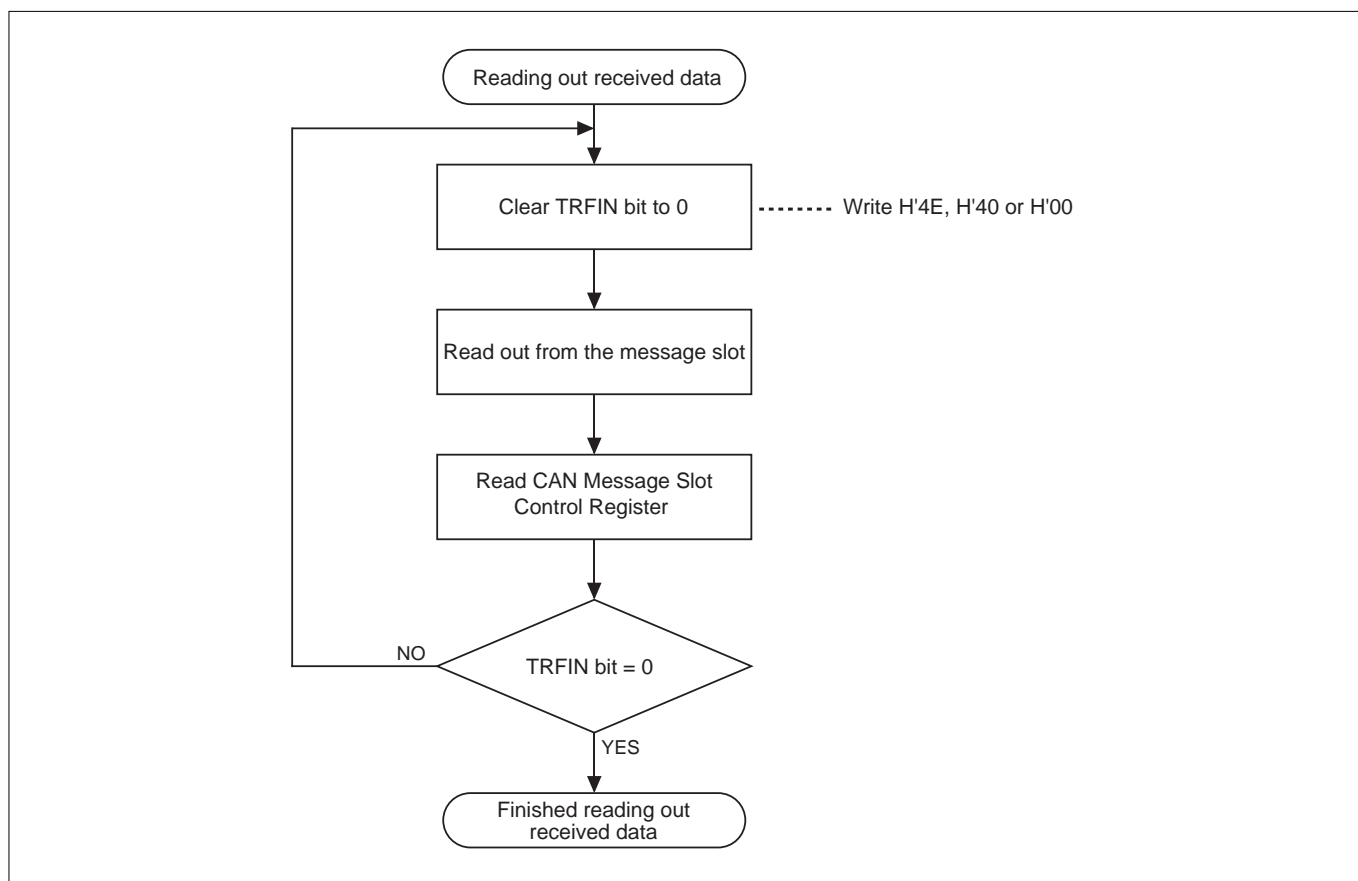 Reading out received data
Clear TRFIN bit to 0
Write H'4E, H'40 or H'00
Read out from the message slot
Read CAN Message Slot
Control Register
TRFIN bit = 0
NO
YES
Finished reading out
received data